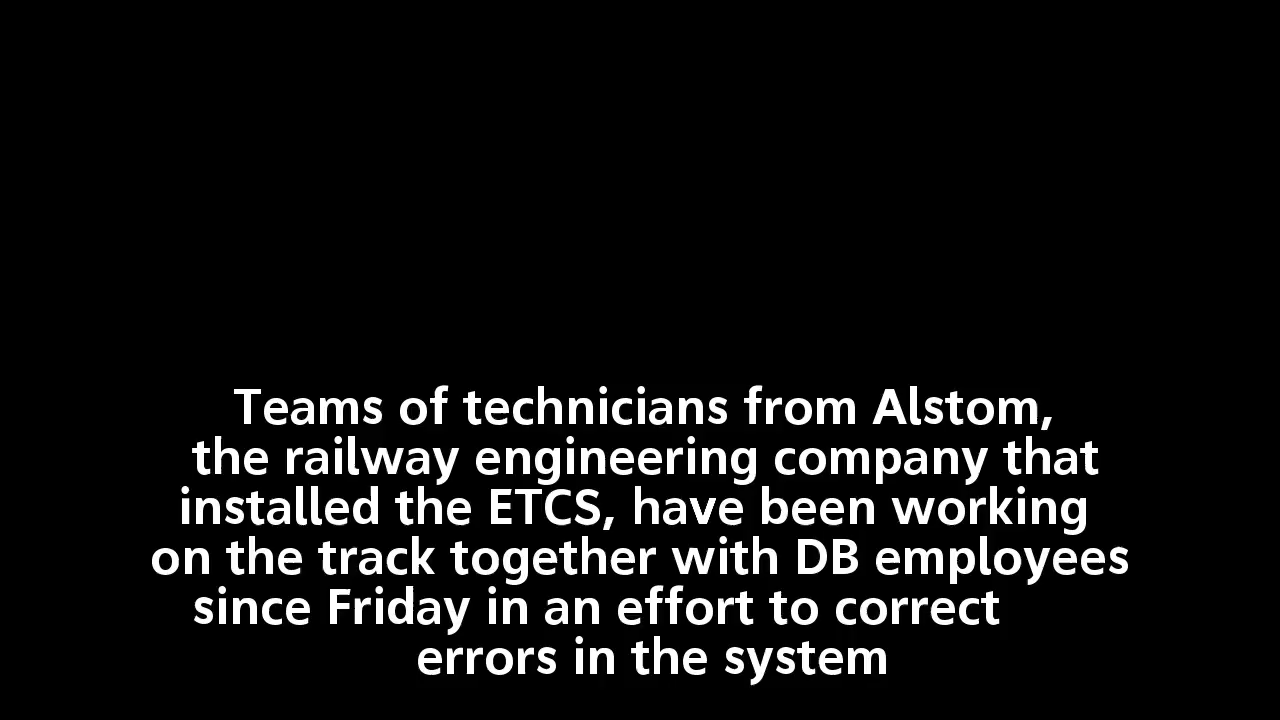 Teams of technicians from Alstom,
the railway engineering company that
installed the ETCS, have been working
on the track together with DB employees
since Friday in an effort to correct
errors in the system